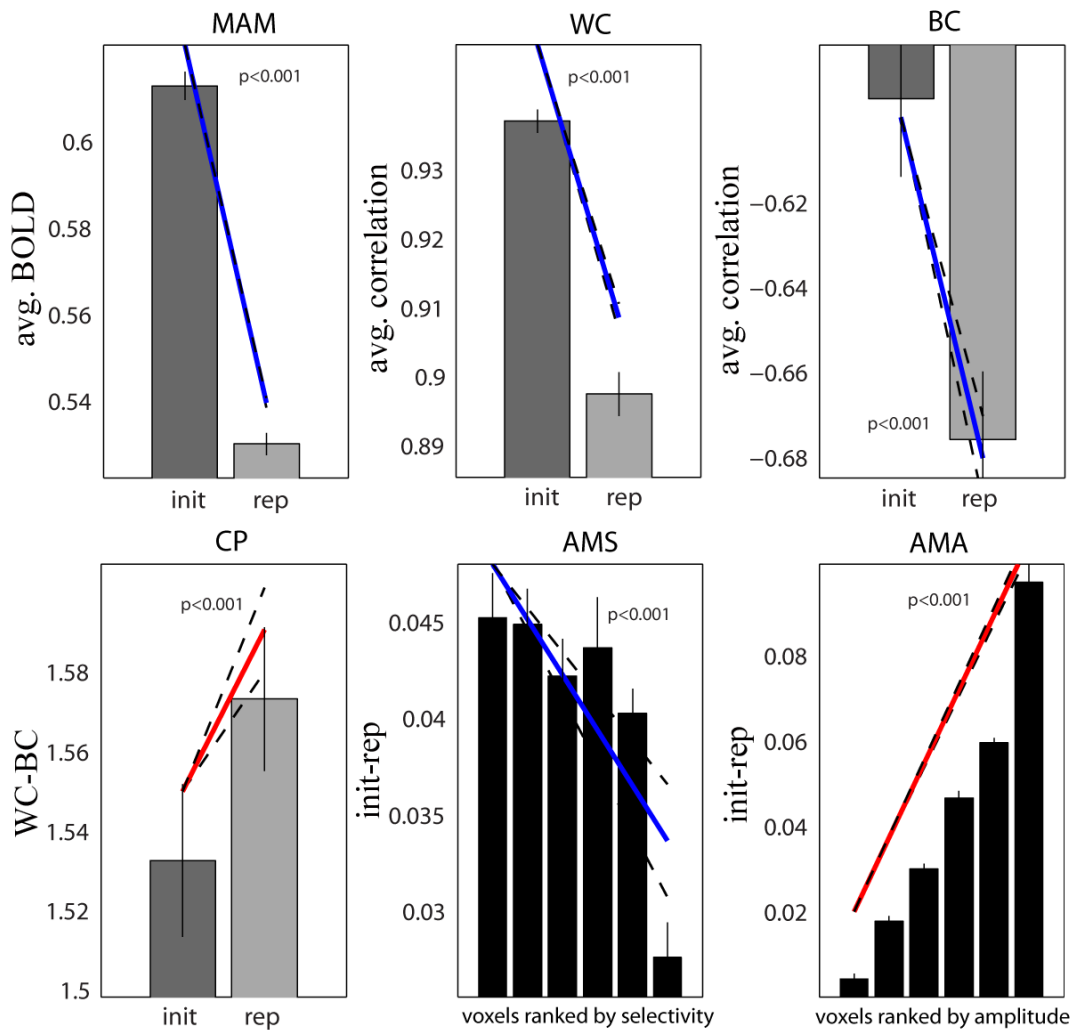 MAM
WC
BC
p<0.001
p<0.001
0.6
0.58
0.56
0.54
avg. BOLD
0.93
0.92
0.91
0.9
0.89
avg. correlation
−0.62
−0.64
−0.66
−0.68
avg. correlation
p<0.001
init
rep
init
rep
init
rep
CP
AMS
AMA
p<0.001
p<0.001
p<0.001
1.58
1.56
1.54
1.52
1.5
WC-BC
0.045
0.04
0.035
0.03
init-rep
0.08
0.06
0.04
0.02
init-rep
init
rep
voxels ranked by selectivity
voxels ranked by amplitude